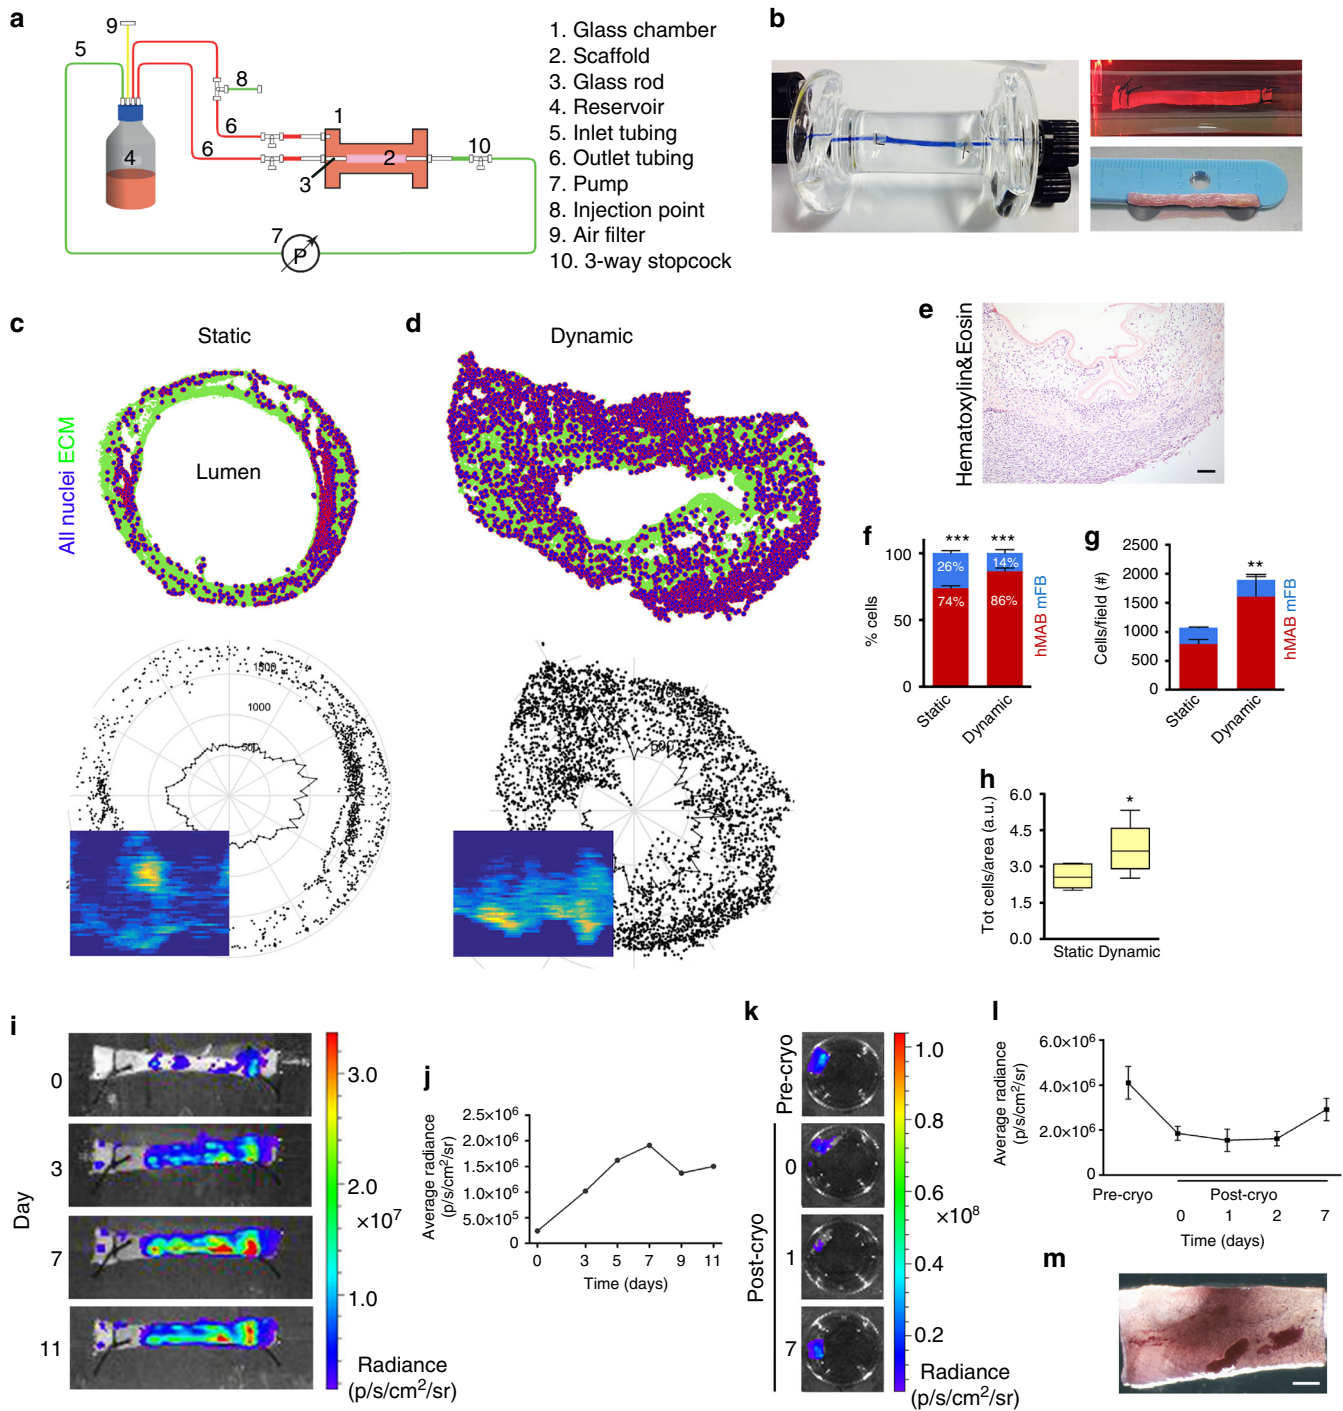 a
9
5
8
1
6
4
6
2
10
3
7
P
1. Glass chamber
2. Scaffold
3. Glass rod
4. Reservoir
5. Inlet tubing
6. Outlet tubing
7. Pump
8. Injection point
9. Air filter
10. 3-way stopcock
b
c
Static
All nuclei ECM
Lumen
1500
1000
500
d
Dynamic
500
e
Hematoxylin&Eosin
f
*** ***
100
50
0
% cells
26%
74%
14%
86%
Static
Dynamic
hMAB mFB
g
2500
2000
1500
1000
500
0
Cells/field (#)
**
Static
Dynamic
hMAB mFB
h
6.0
4.5
3.0
1.5
0.0
Tot cells/area (a.u.)
*
Static Dynamic
i
Day
0
3
7
11
3.0
2.0
×10⁷
1.0
Radiance
(p/s/cm²/sr)
j
Average radiance
(p/s/cm²/sr)
2.5×10⁶
2.0×10⁶
1.5×10⁶
1.0×10⁶
5.0×10⁵
0
0 3 5 7 9 11
Time (days)
k
Pre-cryo
Post-cryo
0
1
7
1.0
0.8
0.6
×10⁸
0.4
0.2
Radiance
(p/s/cm²/sr)
l
Average radiance
(p/s/cm²/sr)
6.0×10⁶
4.0×10⁶
2.0×10⁶
0
Pre-cryo Post-cryo
0 1 2 7
Time (days)
m